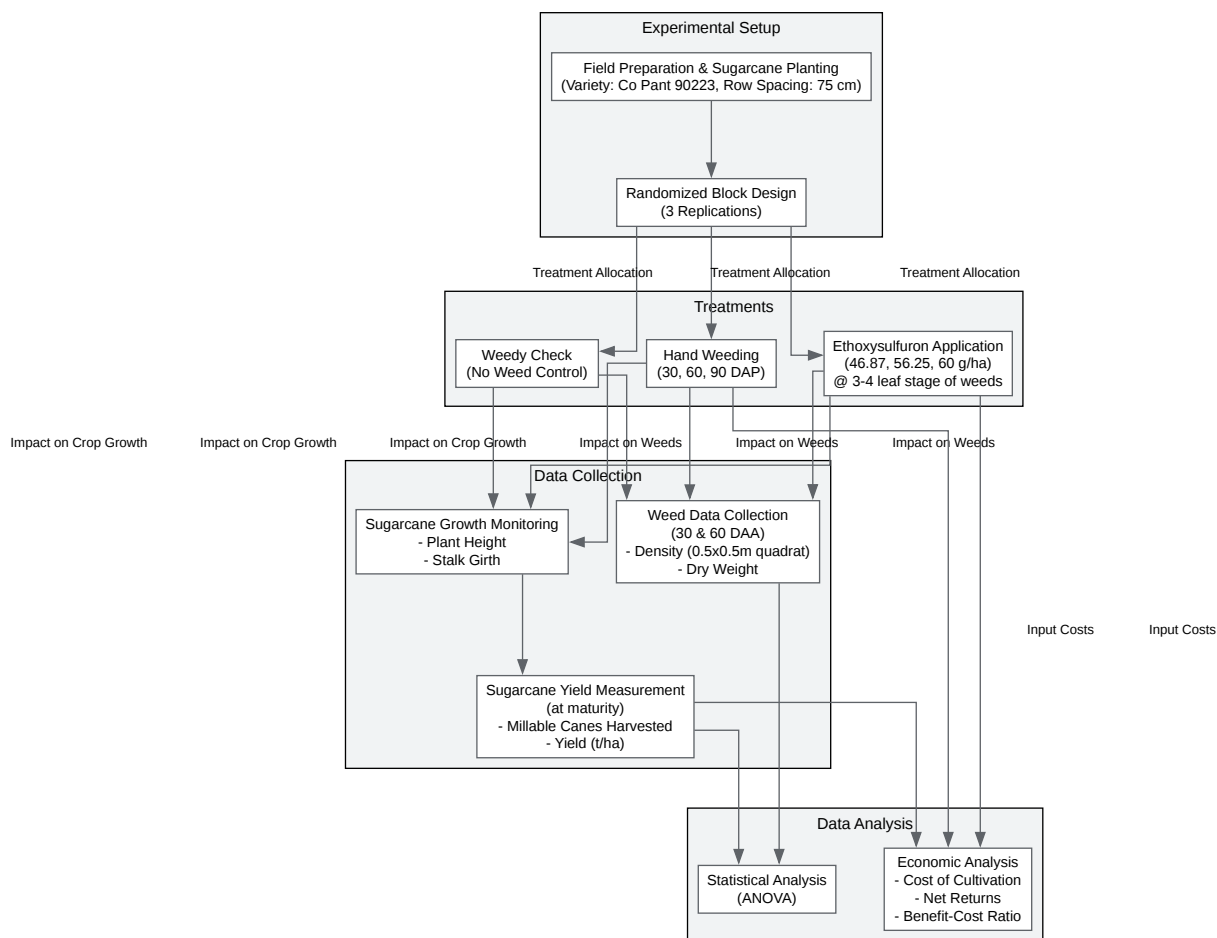 Experimental Setup
Field Preparation & Sugarcane Planting
(Variety: Co Pant 90223, Row Spacing: 75 cm)
Randomized Block Design
(3 Replications)
Treatment Allocation
Treatment Allocation
Treatment Allocation
Treatments
Weedy Check
(No Weed Control)
Hand Weeding
(30, 60, 90 DAP)
Ethoxysulfuron Application
(46.87, 56.25, 60 g/ha)
@ 3-4 leaf stage of weeds
Impact on Crop Growth
Impact on Crop Growth
Impact on Crop Growth
Impact on Weeds
Impact on Weeds
Impact on Weeds
Data Collection
Sugarcane Growth Monitoring
- Plant Height
- Stalk Girth
Weed Data Collection
(30 & 60 DAA)
- Density (0.5x0.5m quadrat)
- Dry Weight
Input Costs
Input Costs
Sugarcane Yield Measurement
(at maturity)
- Millable Canes Harvested
- Yield (t/ha)
Data Analysis
Statistical Analysis
(ANOVA)
Economic Analysis
- Cost of Cultivation
- Net Returns
- Benefit-Cost Ratio